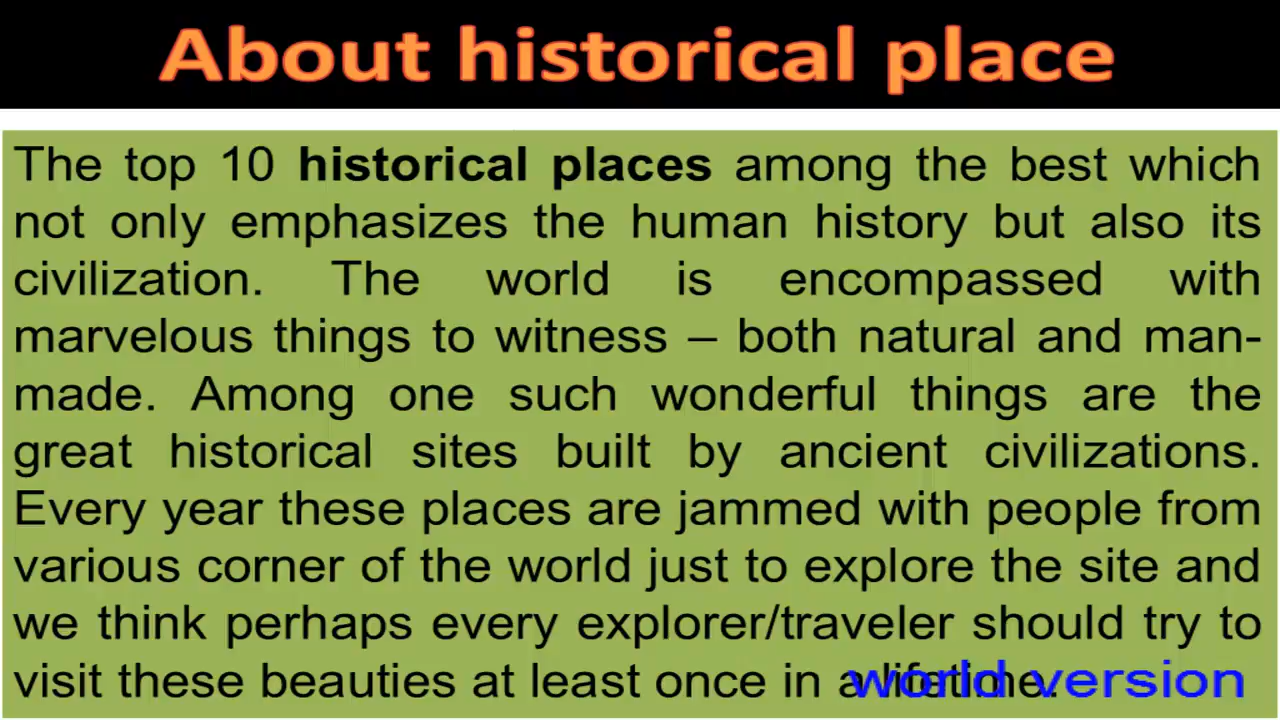 About historical place
The top 10 historical places among the best which
not only emphasizes the human history but also its
civilization. The world is encompassed with
marvelous things to witness – both natural and man-
made. Among one such wonderful things are the
great historical sites built by ancient civilizations.
Every year these places are jammed with people from
various corner of the world just to explore the site and
we think perhaps every explorer/traveler should try to
visit these beauties at least once in a lifetime.
world version